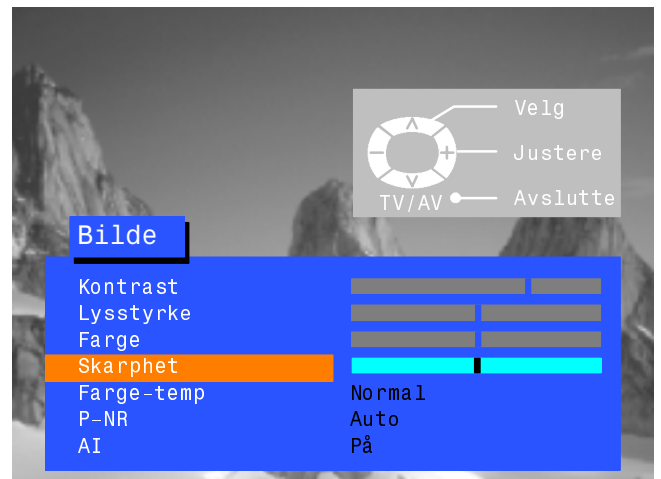 Velg
Justere
TV/AV Avslutte
Bilde
Kontrast
Lysstyrke
Farge
Skarphet
Farge-temp Normal
P-NR Auto
AI På